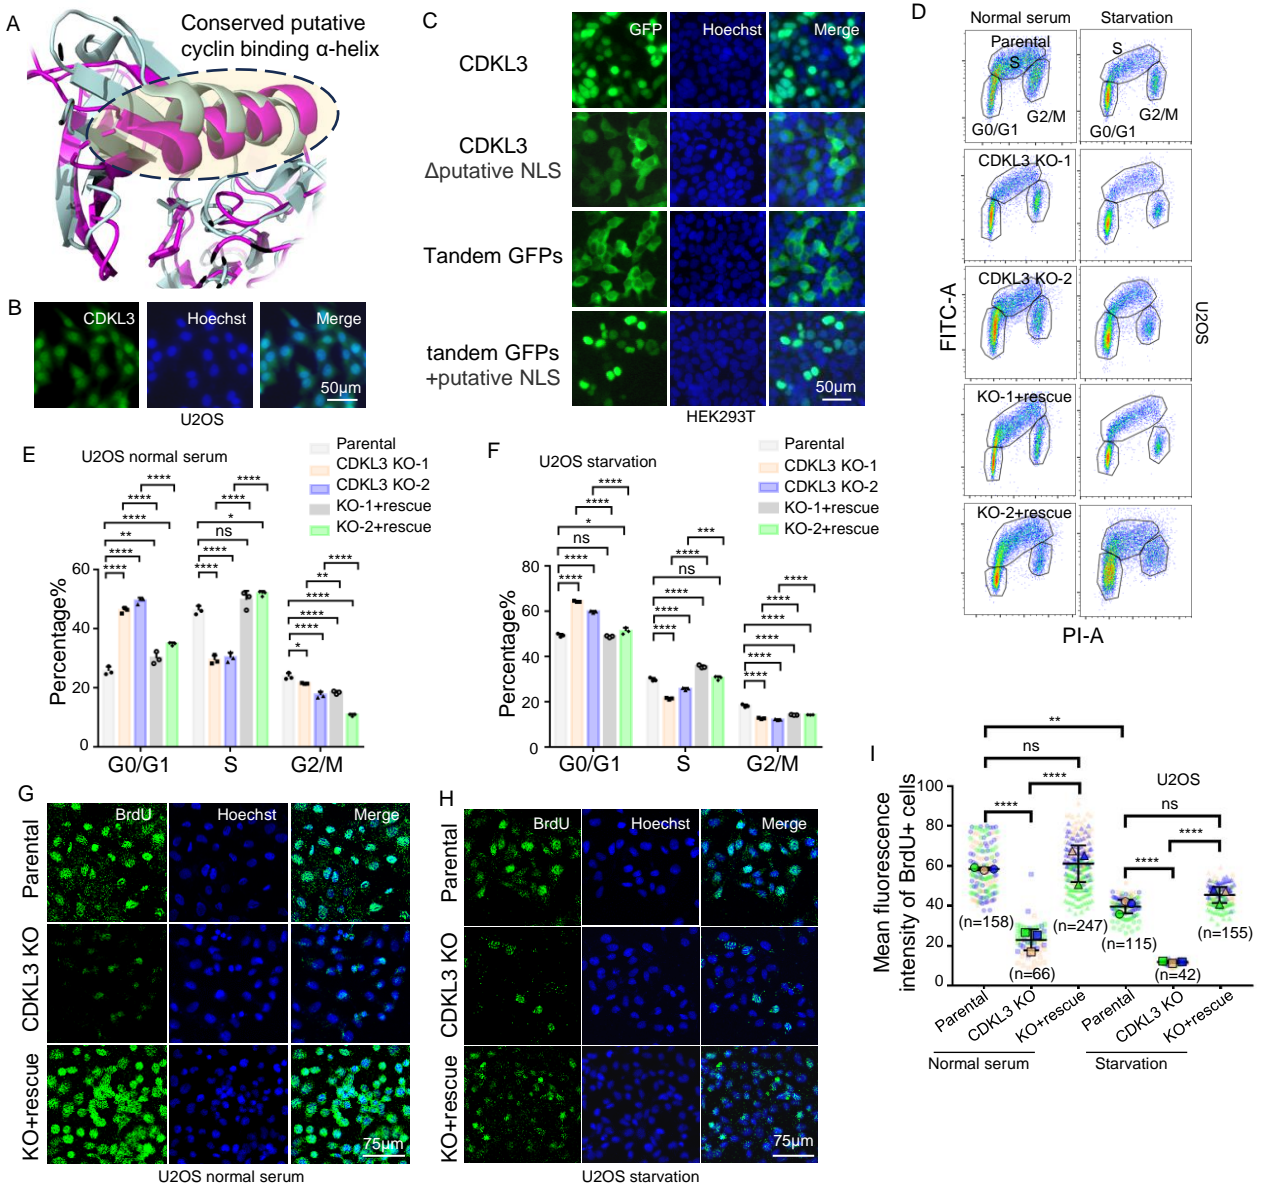 A
Conserved putative
cyclin binding α-helix
B
CDKL3
Hoechst
Merge
50μm
U2OS
C
GFP
Hoechst
Merge
CDKL3
CDKL3
Δputative NLS
Tandem GFPs
tandem GFPs
+putative NLS
50μm
HEK293T
D
Normal serum
Starvation
Parental
S
S
G0/G1
G2/M
G0/G1
G2/M
CDKL3 KO-1
CDKL3 KO-2
KO-1+rescue
KO-2+rescue
FITC-A
U2OS
PI-A
E
U2OS normal serum
Parental
CDKL3 KO-1
CDKL3 KO-2
KO-1+rescue
KO-2+rescue
****
****
****
**
****
****
****
****
*
ns
****
****
****
**
****
****
****
*
Percentage%
60
40
20
0
G0/G1
S
G2/M
F
U2OS starvation
Parental
CDKL3 KO-1
CDKL3 KO-2
KO-1+rescue
KO-2+rescue
****
****
*
ns
****
****
***
****
ns
****
****
****
****
****
****
****
****
****
Percentage%
80
60
40
20
0
G0/G1
S
G2/M
G
BrdU
Hoechst
Merge
Parental
CDKL3 KO
KO+rescue
75μm
U2OS normal serum
H
BrdU
Hoechst
Merge
Parental
CDKL3 KO
KO+rescue
75μm
U2OS starvation
I
**
ns
****
****
U2OS
ns
****
****
Mean fluorescence
intensity of BrdU+ cells
100
80
60
40
20
0
(n=158)
(n=66)
(n=247)
(n=115)
(n=42)
(n=155)
Parental
CDKL3 KO
KO+rescue
Parental
CDKL3 KO
KO+rescue
Normal serum
Starvation